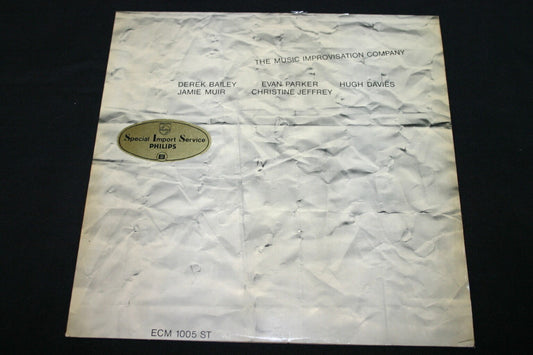 THE MUSIC IMPROVISATION COMPANY
DEREK BAILEY EVAN PARKER HUGH DAVIES
JAMIE MUIR CHRISTINE JEFFREY
Special Import Service
PHILIPS
ECM 1005 ST